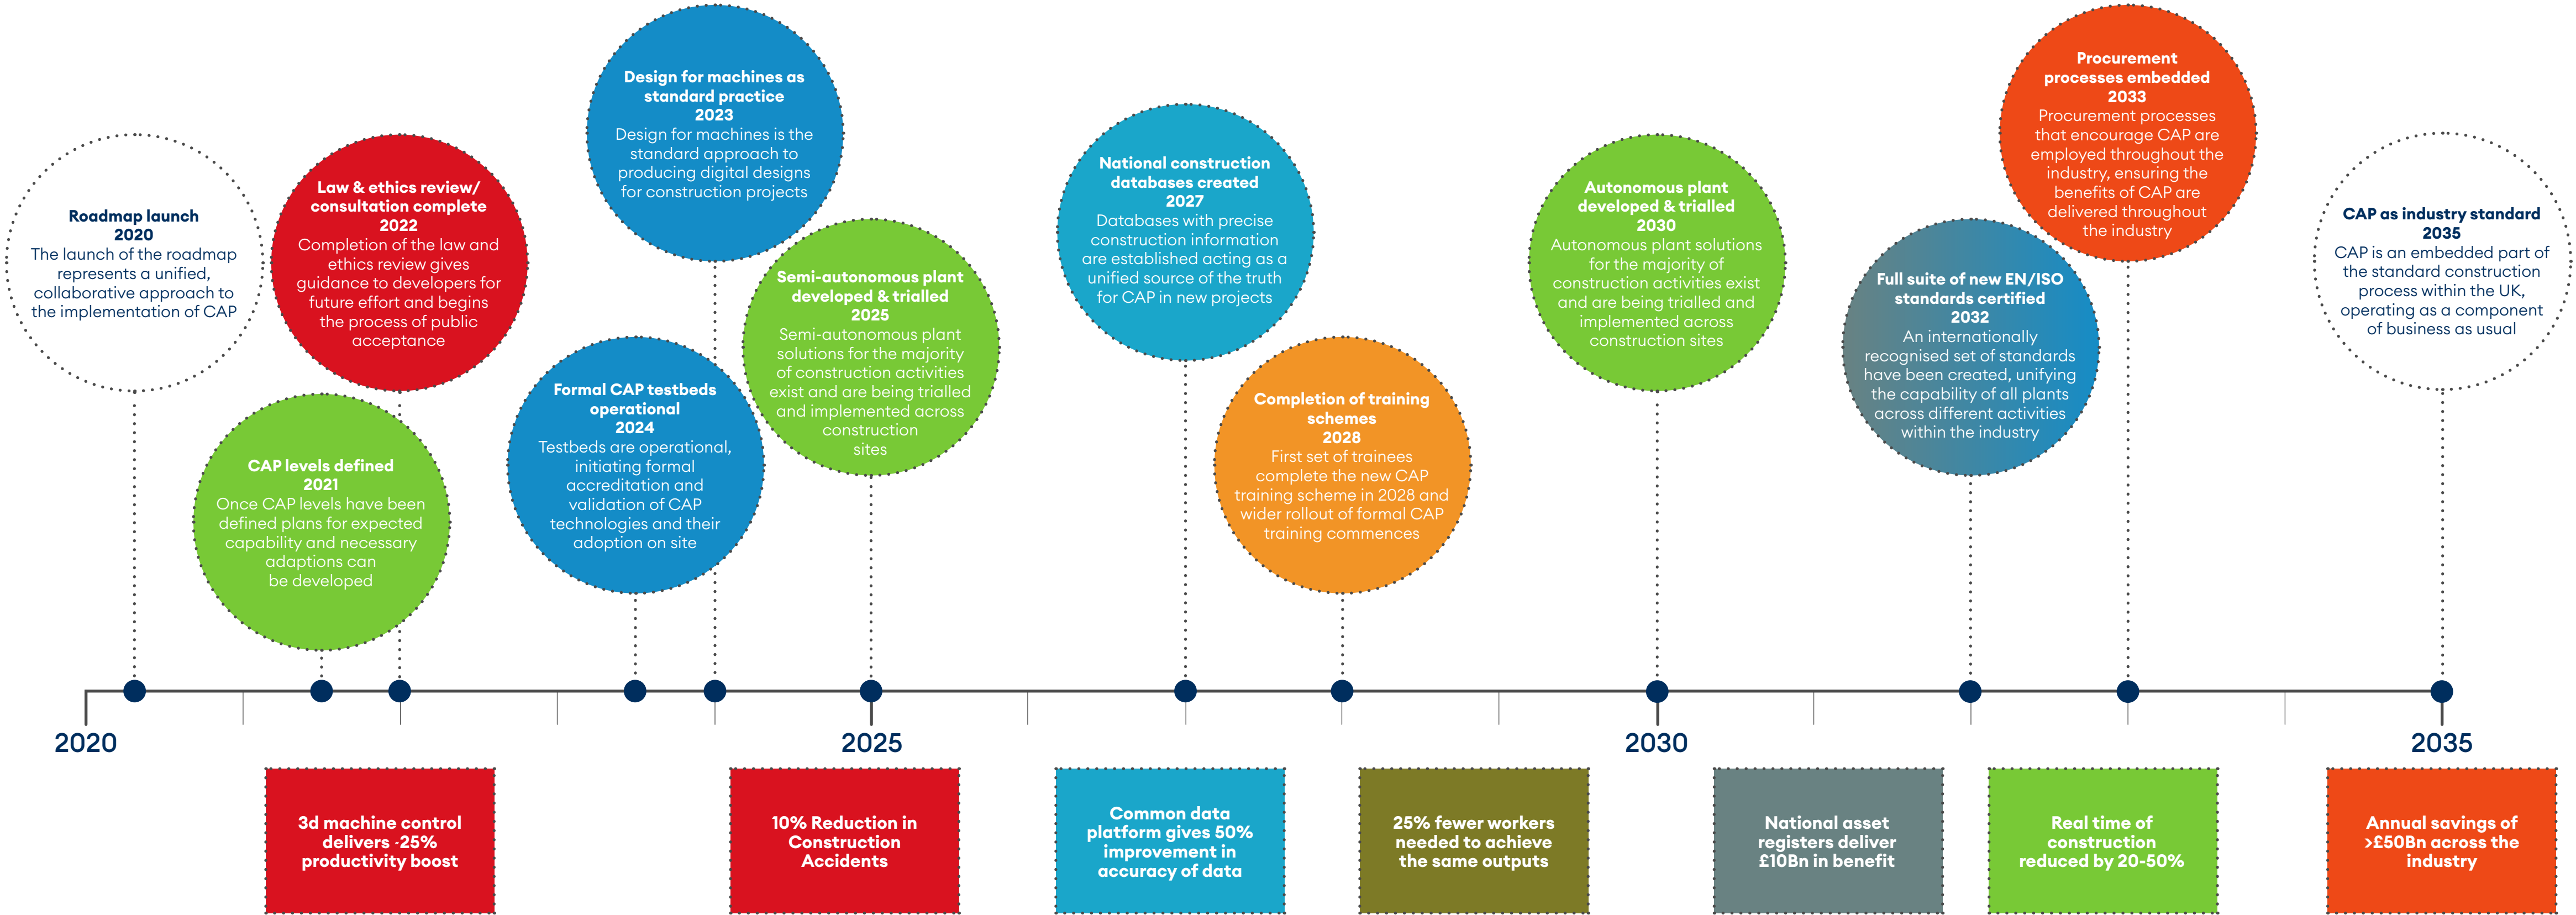 Roadmap launch
2020
The launch of the roadmap
represents a unified,
collaborative approach to
the implementation of CAP
CAP levels defined
2021
Once CAP levels have been
defined plans for expected
capability and necessary
adaptions can
be developed
Law & ethics review/
consultation complete
2022
Completion of the law and
ethics review gives
guidance to developers for
future effort and begins
the process of public
acceptance
Design for machines as
standard practice
2023
Design for machines is the
standard approach to
producing digital designs
for construction projects
Formal CAP testbeds
operational
2024
Testbeds are operational,
initiating formal
accreditation and
validation of CAP
technologies and their
adoption on site
Semi-autonomous plant
developed & trialled
2025
Semi-autonomous plant
solutions for the majority
of construction activities
exist and are being trialled
and implemented across
construction
sites
National construction
databases created
2027
Databases with precise
construction information
are established acting as a
unified source of the truth
for CAP in new projects
Completion of training
schemes
2028
First set of trainees
complete the new CAP
training scheme in 2028 and
wider rollout of formal CAP
training commences
Autonomous plant
developed & trialled
2030
Autonomous plant solutions
for the majority of
construction activities exist
and are being trialled and
implemented across
construction sites
Full suite of new EN/ISO
standards certified
2032
An internationally
recognised set of standards
have been created, unifying
the capability of all plants
across different activities
within the industry
Procurement
processes embedded
2033
Procurement processes
that encourage CAP are
employed throughout the
industry, ensuring the
benefits of CAP are
delivered throughout
the industry
CAP as industry standard
2035
CAP is an embedded part of
the standard construction
process within the UK,
operating as a component
of business as usual
2020
2025
2030
2035
3d machine control
delivers -25%
productivity boost
10% Reduction in
Construction
Accidents
Common data
platform gives 50%
improvement in
accuracy of data
25% fewer workers
needed to achieve
the same outputs
National asset
registers deliver
£10Bn in benefit
Real time of
construction
reduced by 20-50%
Annual savings of
>£50Bn across the
industry